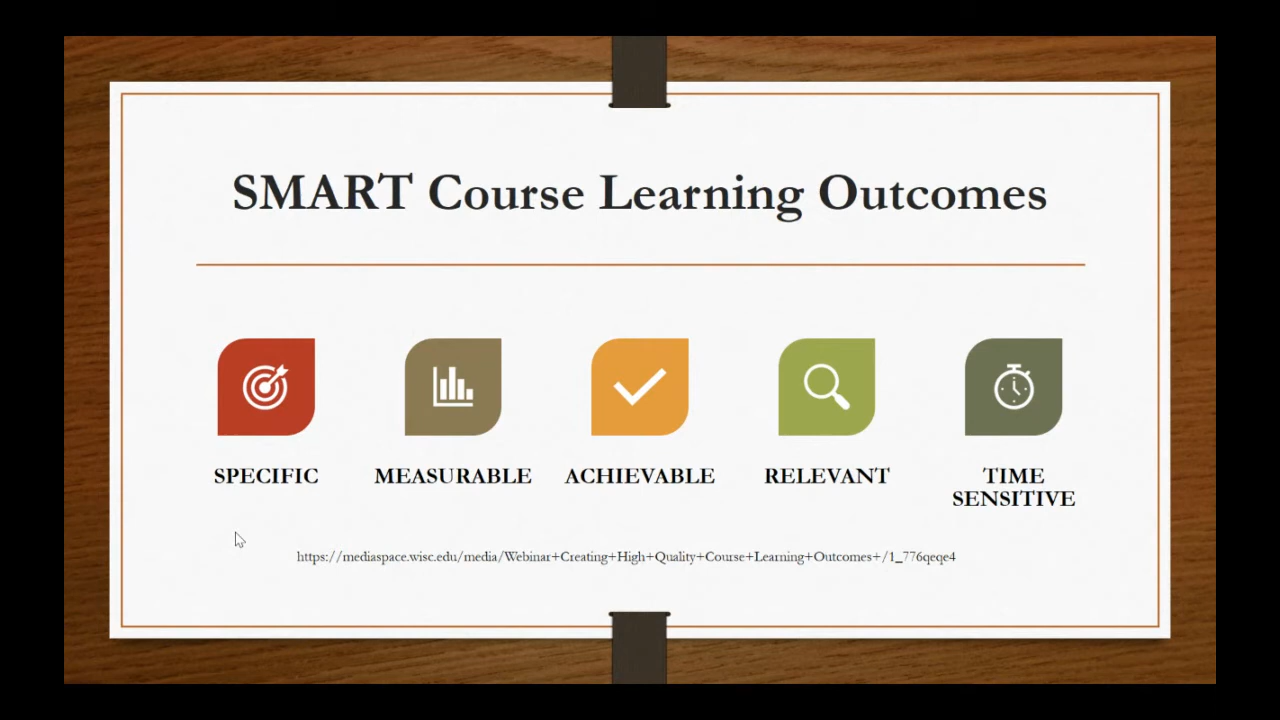 SMART Course Learning Outcomes
SPECIFIC
MEASURABLE
ACHIEVABLE
RELEVANT
TIME
SENSITIVE
https://mediaspace.wisc.edu/media/Webinar+Creating+High+Quality+Course+Learning+Outcomes+/1_776qeqe4